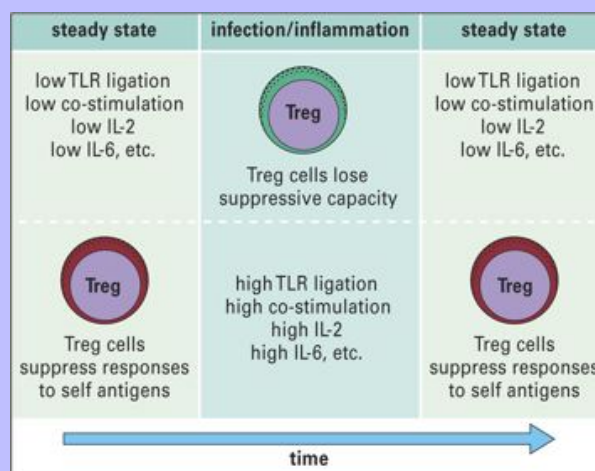 steady state
infection/inflammation
steady state
low TLR ligation
low co-stimulation
low IL-2
low IL-6, etc.
Treg
Treg cells lose
suppressive capacity
low TLR ligation
low co-stimulation
low IL-2
low IL-6, etc.
Treg
Treg cells
suppress responses
to self antigens
high TLR ligation
high co-stimulation
high IL-2
high IL-6, etc.
Treg
Treg cells
suppress responses
to self antigens
time